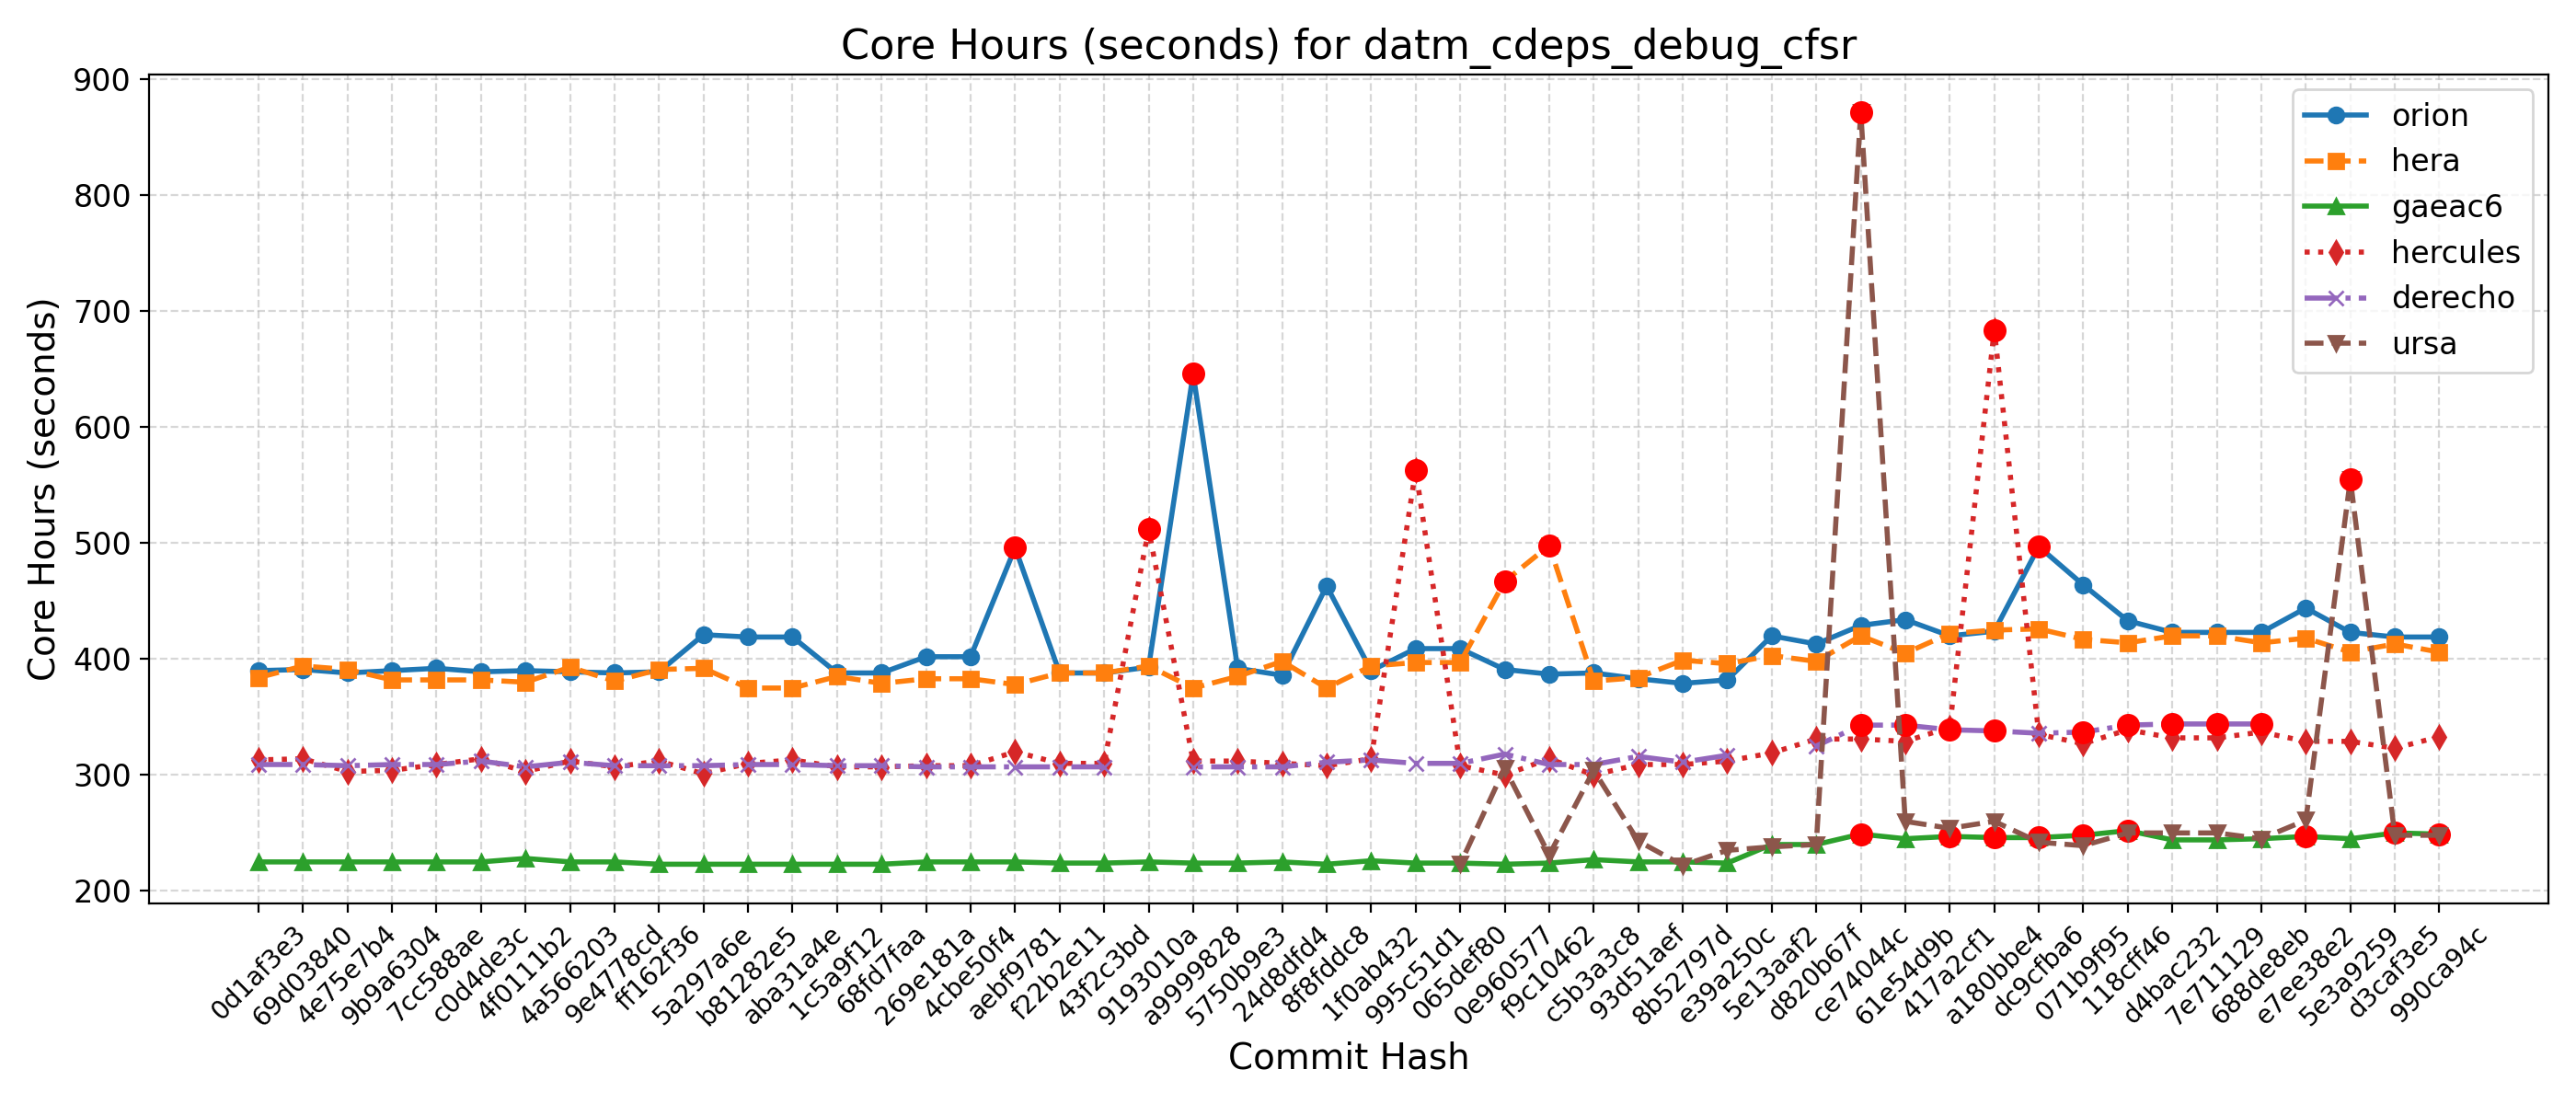 Core Hours (seconds) for datm_cdeps_debug_cfsr
Core Hours (seconds)
900
800
700
600
500
400
300
200
orion
hera
gaeac6
hercules
derecho
ursa
0d1af3e3
69d03840
4e75e7b4
9b9a6304
7cc588ae
c0d4de3c
4f0111b2
4a566203
9e4778cd
ff162f36
5a297a6e
b81282e5
aba31a4e
1c5a9f12
68fd7faa
269e181a
4cbe50f4
aebf9781
f22b2e11
43f2c3bd
9193010a
a9999828
5750b9e3
24d8dfd4
8f8fddc8
1f0ab432
995c51d1
065def80
0e960577
f9c10462
c5b3a3c8
93d51aef
8b52797d
e39a250c
5e13aaf2
d820b67f
ce74044c
61e54d9b
417a2cf1
a180bbe4
dc9cfba6
071b9f95
118cff46
d4bac232
7e711129
688de8eb
e7ee38e2
5e3a9259
d3caf3e5
990ca94c
Commit Hash